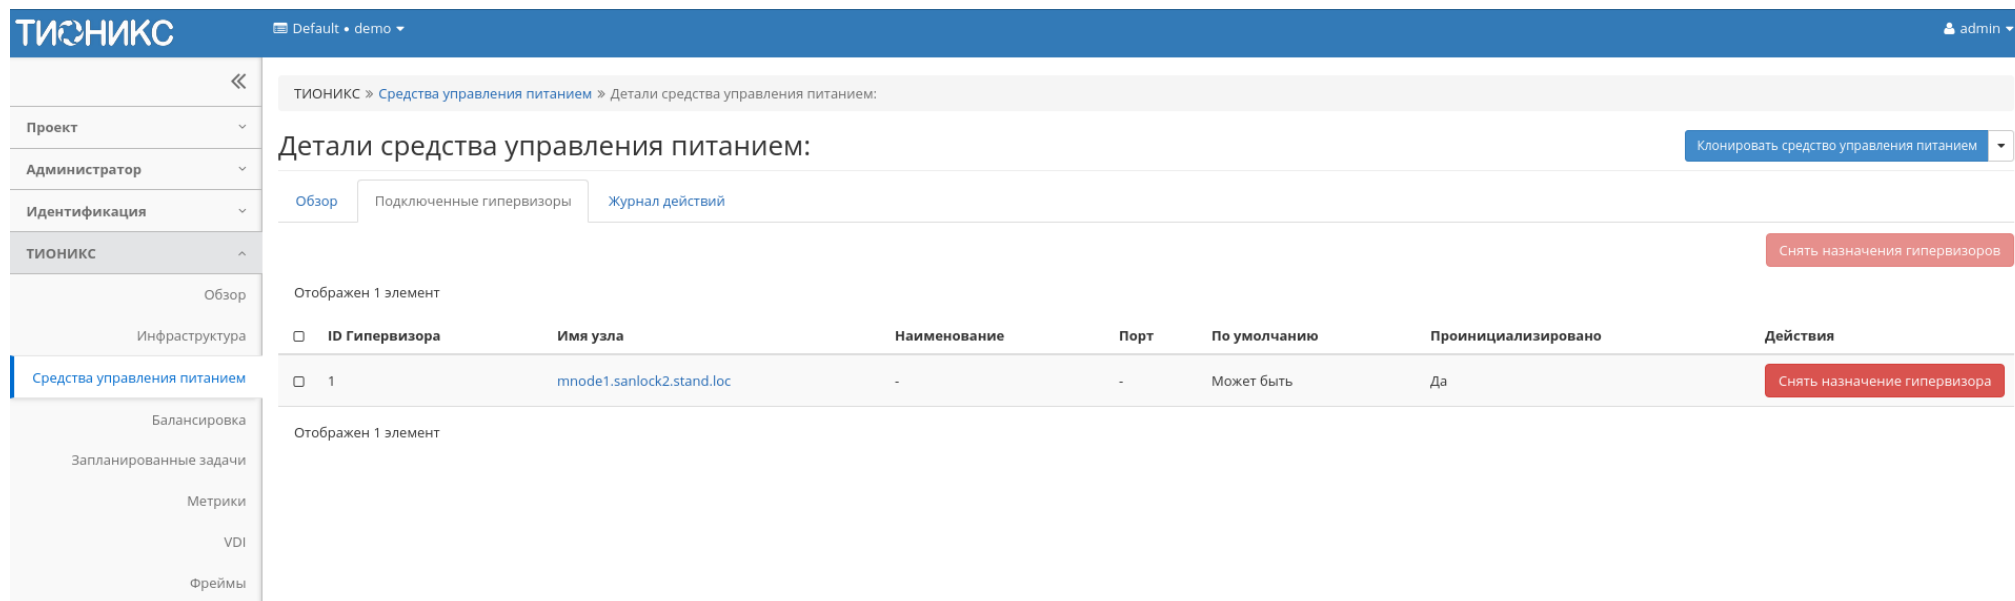 ТИОНИКС
Default • demo
admin
Проект
Администратор
Идентификация
ТИОНИКС
Обзор
Инфраструктура
Средства управления питанием
Балансировка
Запланированные задачи
Метрики
VDI
Фреймы
ТИОНИКС » Средства управления питанием » Детали средства управления питанием:
Детали средства управления питанием:
Клонировать средство управления питанием
Обзор Подключенные гипервизоры Журнал действий
Снять назначения гипервизоров
Отображен 1 элемент
ID Гипервизора Имя узла Наименование Порт По умолчанию Проинициализировано Действия
1 mnode1.sanlock2.stand.loc - - Может быть Да Снять назначение гипервизора
Отображен 1 элемент